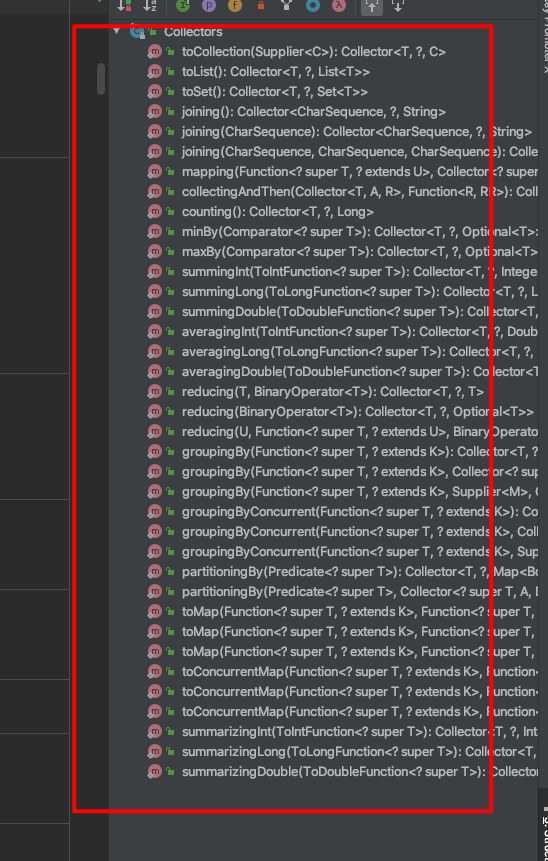 Collectors
toCollection(Supplier<C>): Collector<T, ?, C>
toList(): Collector<T, ?, List<T>>
toSet(): Collector<T, ?, Set<T>>
joining(): Collector<CharSequence, ?, String>
joining(CharSequence): Collector<CharSequence, ?, String>
joining(CharSequence, CharSequence, CharSequence): Colle
mapping(Function<? super T, ? extends U>, Collector<? super
collectingAndThen(Collector<T, A, R>, Function<R, RR>): Coll
counting(): Collector<T, ?, Long>
minBy(Comparator<? super T>): Collector<T, ?, Optional<T>>
maxBy(Comparator<? super T>): Collector<T, ?, Optional<T>
summingInt(ToIntFunction<? super T>): Collector<T, ?, Intege
summingLong(ToLongFunction<? super T>): Collector<T, ?, L
summingDouble(ToDoubleFunction<? super T>): Collector<T,
averagingInt(ToIntFunction<? super T>): Collector<T, ?, Doub
averagingLong(ToLongFunction<? super T>): Collector<T, ?,
averagingDouble(ToDoubleFunction<? super T>): Collector<T
reducing(T, BinaryOperator<T>): Collector<T, ?, T>
reducing(BinaryOperator<T>): Collector<T, ?, Optional<T>>
reducing(U, Function<? super T, ? extends U>, BinaryOperato
groupingBy(Function<? super T, ? extends K>): Collector<T, ?
groupingBy(Function<? super T, ? extends K>, Collector<? sup
groupingBy(Function<? super T, ? extends K>, Supplier<M>, C
groupingByConcurrent(Function<? super T, ? extends K>): Co
groupingByConcurrent(Function<? super T, ? extends K>, Coll
groupingByConcurrent(Function<? super T, ? extends K>, Sup
partitioningBy(Predicate<? super T>): Collector<T, ?, Map<Bo
partitioningBy(Predicate<? super T>, Collector<? super T, A, D
toMap(Function<? super T, ? extends K>, Function<? super T,
toMap(Function<? super T, ? extends K>, Function<? super T,
toMap(Function<? super T, ? extends K>, Function<? super T,
toConcurrentMap(Function<? super T, ? extends K>, Function
toConcurrentMap(Function<? super T, ? extends K>, Function
toConcurrentMap(Function<? super T, ? extends K>, Function
summarizingInt(ToIntFunction<? super T>): Collector<T, ?, Int
summarizingLong(ToLongFunction<? super T>): Collector<T,
summarizingDouble(ToDoubleFunction<? super T>): Collector